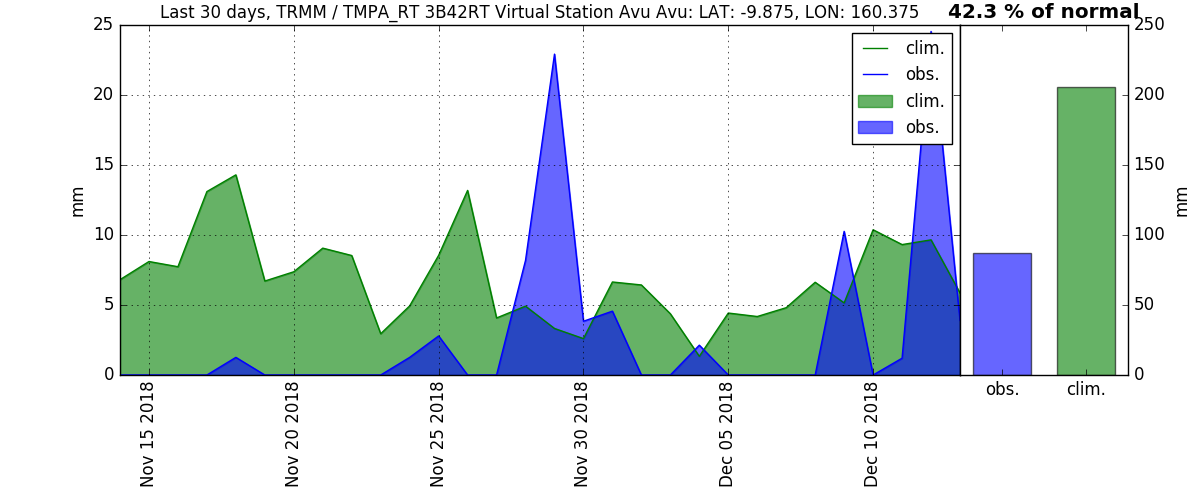 Last 30 days, TRMM / TMPA_RT 3B42RT Virtual Station Avu Avu: LAT: -9.875, LON: 160.375
42.3 % of normal
25
20
15
10
5
0
mm
clim.
obs.
clim.
obs.
250
200
150
100
50
0
mm
Nov 15 2018
Nov 20 2018
Nov 25 2018
Nov 30 2018
Dec 05 2018
Dec 10 2018
obs.
clim.